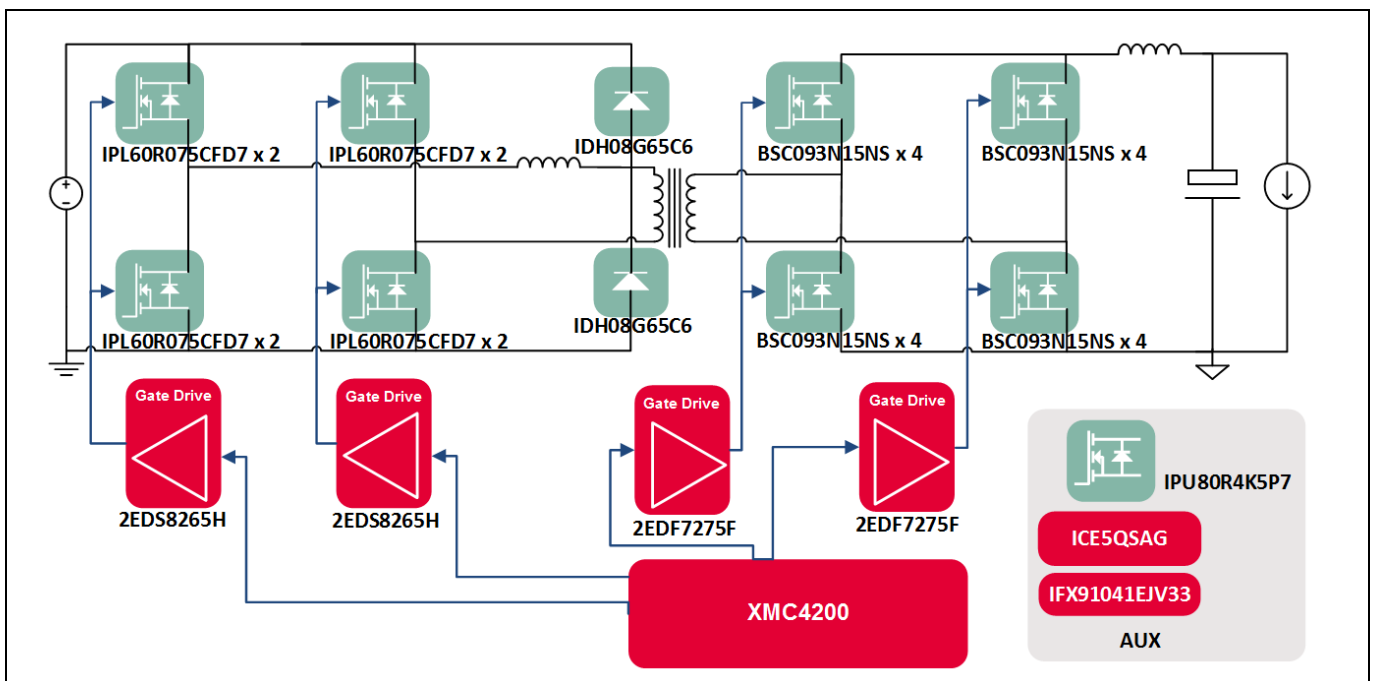 IDH08G65C6
IPL60R075CFD7 x 2
IPL60R075CFD7 x 2
BSC093N15NS x 4
BSC093N15NS x 4
+
-
IPL60R075CFD7 x 2
IPL60R075CFD7 x 2
IDH08G65C6
BSC093N15NS x 4
BSC093N15NS x 4
Gate Drive
Gate Drive
Gate Drive
Gate Drive
2EDS8265H
2EDS8265H
2EDF7275F
2EDF7275F
XMC4200
IPU80R4K5P7
ICE5QSAG
IFX91041EJV33
AUX